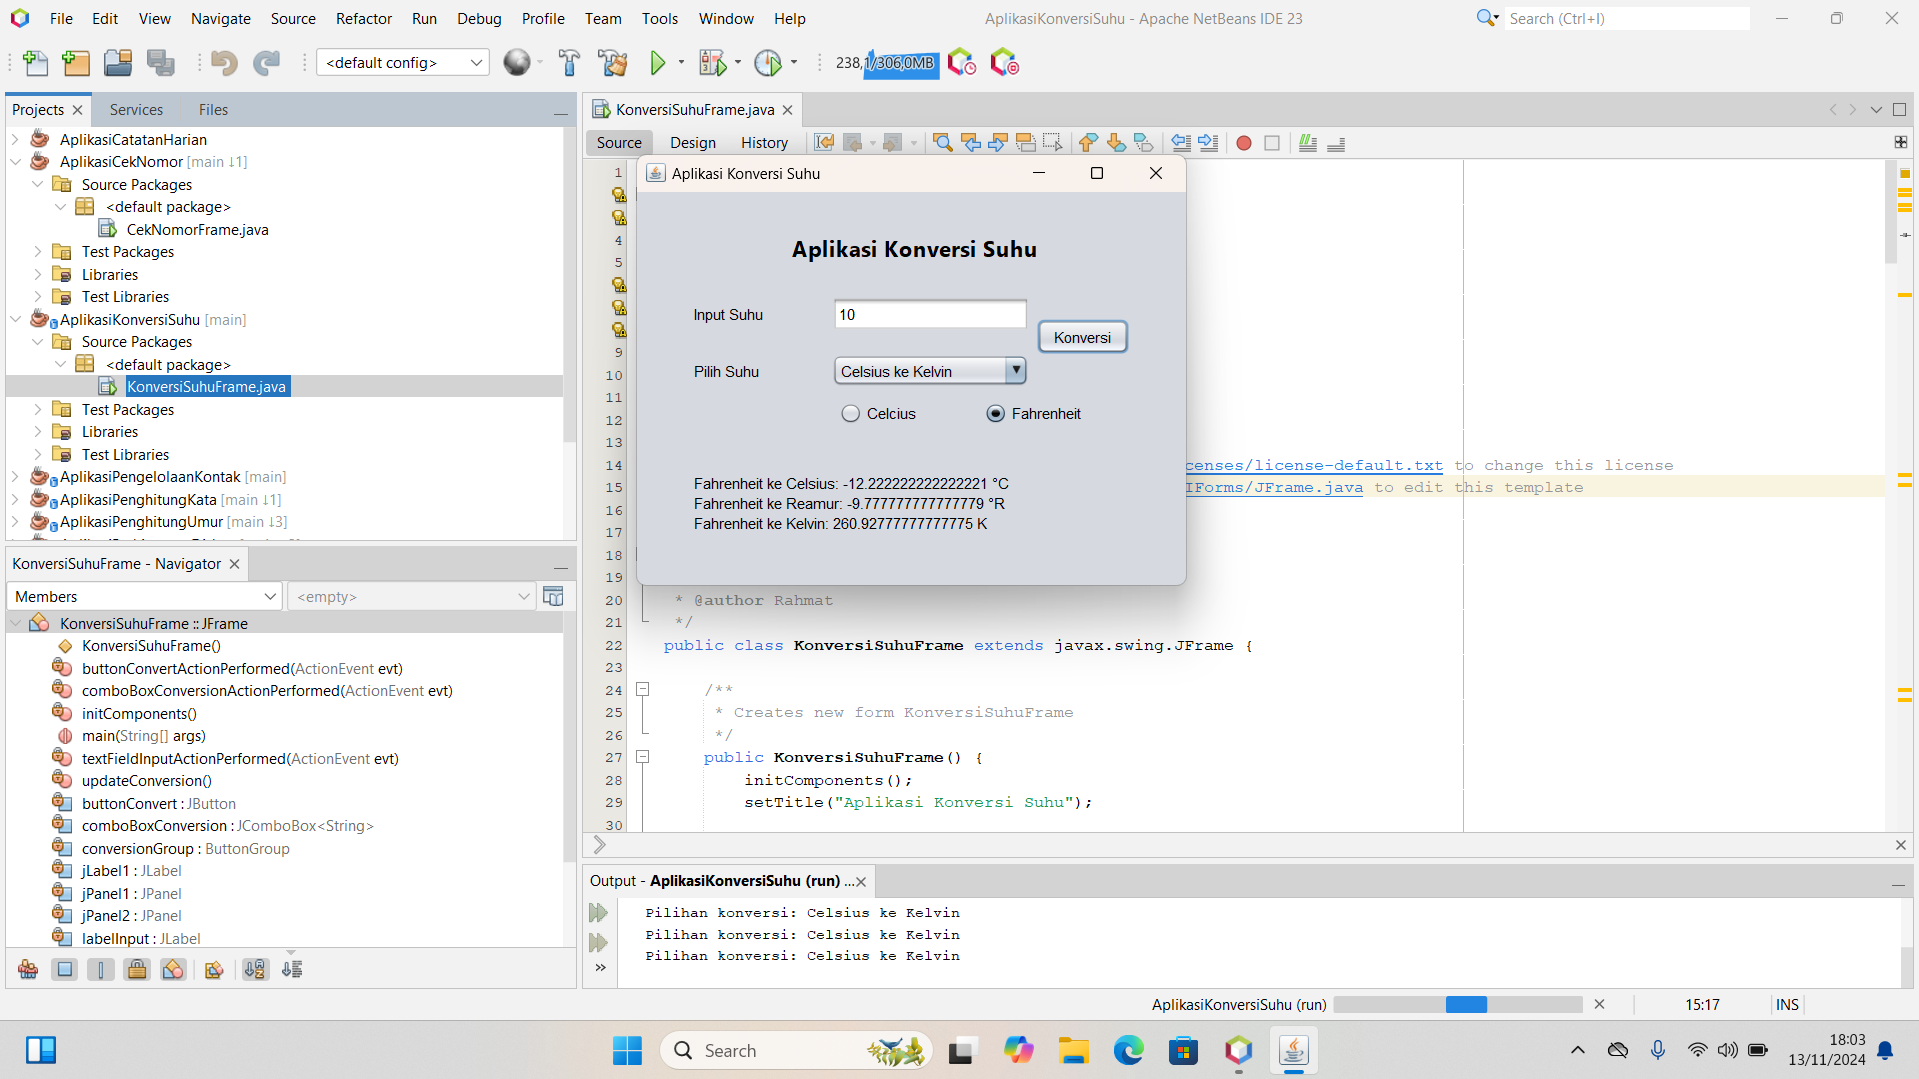 File Edit View Navigate Source Refactor Run Debug Profile Team Tools Window Help
AplikasiKonversiSuhu - Apache NetBeans IDE 23
Search (Ctrl+I)
<default config>
238,1/306,0MB
Projects Services Files
AplikasiCatatanHarian
AplikasiCekNomor [main ↓1]
Source Packages
<default package>
CekNomorFrame.java
Test Packages
Libraries
Test Libraries
AplikasiKonversiSuhu [main]
Source Packages
<default package>
KonversiSuhuFrame.java
Test Packages
Libraries
Test Libraries
AplikasiPengelolaanKontak [main]
AplikasiPenghitungKata [main ↓1]
AplikasiPenghitungUmur [main ↓3]
KonversiSuhuFrame - Navigator
Members <empty>
KonversiSuhuFrame :: JFrame
KonversiSuhuFrame()
buttonConvertActionPerformed(ActionEvent evt)
comboBoxConversionActionPerformed(ActionEvent evt)
initComponents()
main(String[] args)
textFieldInputActionPerformed(ActionEvent evt)
updateConversion()
buttonConvert : JButton
comboBoxConversion : JComboBox<String>
conversionGroup : ButtonGroup
jLabel1 : JLabel
jPanel1 : JPanel
jPanel2 : JPanel
labelInput : JLabel
KonversiSuhuFrame.java
Source Design History
Aplikasi Konversi Suhu
Aplikasi Konversi Suhu
Input Suhu 10
Konversi
Pilih Suhu Celsius ke Kelvin
Celcius Fahrenheit
Fahrenheit ke Celsius: -12.222222222222221 °C
Fahrenheit ke Reamur: -9.777777777777779 °R
Fahrenheit ke Kelvin: 260.92777777777775 K
1
4
5
9
10
11
12
13
14 censes/license-default.txt to change this license
15 IForms/JFrame.java to edit this template
16
17
18
19
20 * @author Rahmat
21 */
22 public class KonversiSuhuFrame extends javax.swing.JFrame {
23
24 /**
25 * Creates new form KonversiSuhuFrame
26 */
27 public KonversiSuhuFrame() {
28 initComponents();
29 setTitle("Aplikasi Konversi Suhu");
30
Output - AplikasiKonversiSuhu (run) ...
Pilihan konversi: Celsius ke Kelvin
Pilihan konversi: Celsius ke Kelvin
Pilihan konversi: Celsius ke Kelvin
AplikasiKonversiSuhu (run) 15:17 INS
Search
18:03
13/11/2024